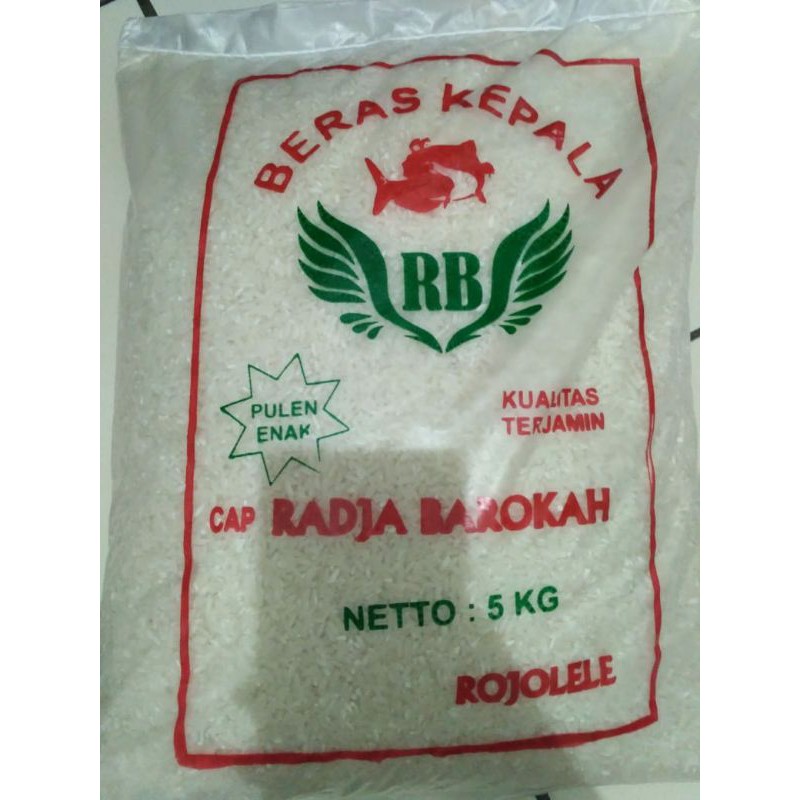 BERAS KEPALA
RB
PULEN
ENAK
KUALITAS
TERJAMIN
CAP RADJA BAROKAH
NETTO : 5 KG
ROJOLELE